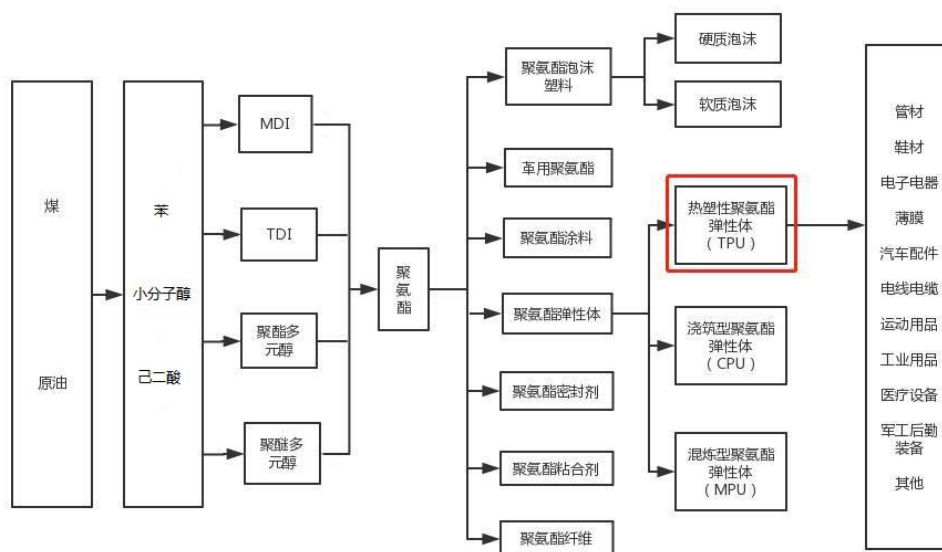 煤
原油
苯
小分子醇
己二酸
MDI
TDI
聚酯多
元醇
聚醚多
元醇
聚
氨
酯
聚氨酯泡沫
塑料
革用聚氨酯
聚氨酯涂料
聚氨酯弹性体
聚氨酯密封剂
聚氨酯粘合剂
聚氨酯纤维
硬质泡沫
软质泡沫
热塑性聚氨酯
弹性体
（TPU）
浇筑型聚氨酯
弹性体
（CPU）
混炼型聚氨酯
弹性体
（MPU）
管材
鞋材
电子电器
薄膜
汽车配件
电线电缆
运动用品
工业用品
医疗设备
军工后勤
装备
其他